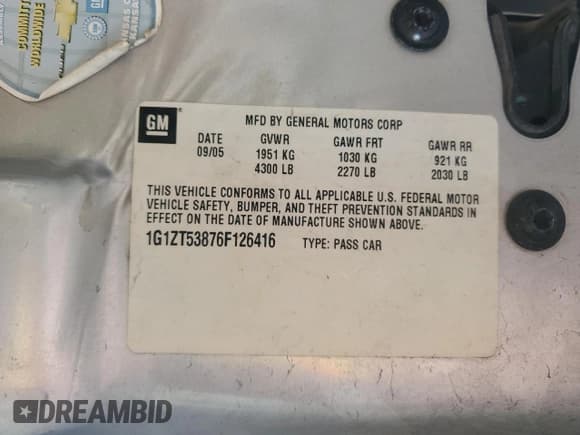 GM
MFD BY GENERAL MOTORS CORP
DATE GVWR GAWR FRT GAWR RR
09/05 1951 KG 1030 KG 921 KG
4300 LB 2270 LB 2030 LB
THIS VEHICLE CONFORMS TO ALL APPLICABLE U.S. FEDERAL MOTOR
VEHICLE SAFETY, BUMPER, AND THEFT PREVENTION STANDARDS IN
EFFECT ON THE DATE OF MANUFACTURE SHOWN ABOVE.
1G1ZT53876F126416 TYPE: PASS CAR
DREAMBID